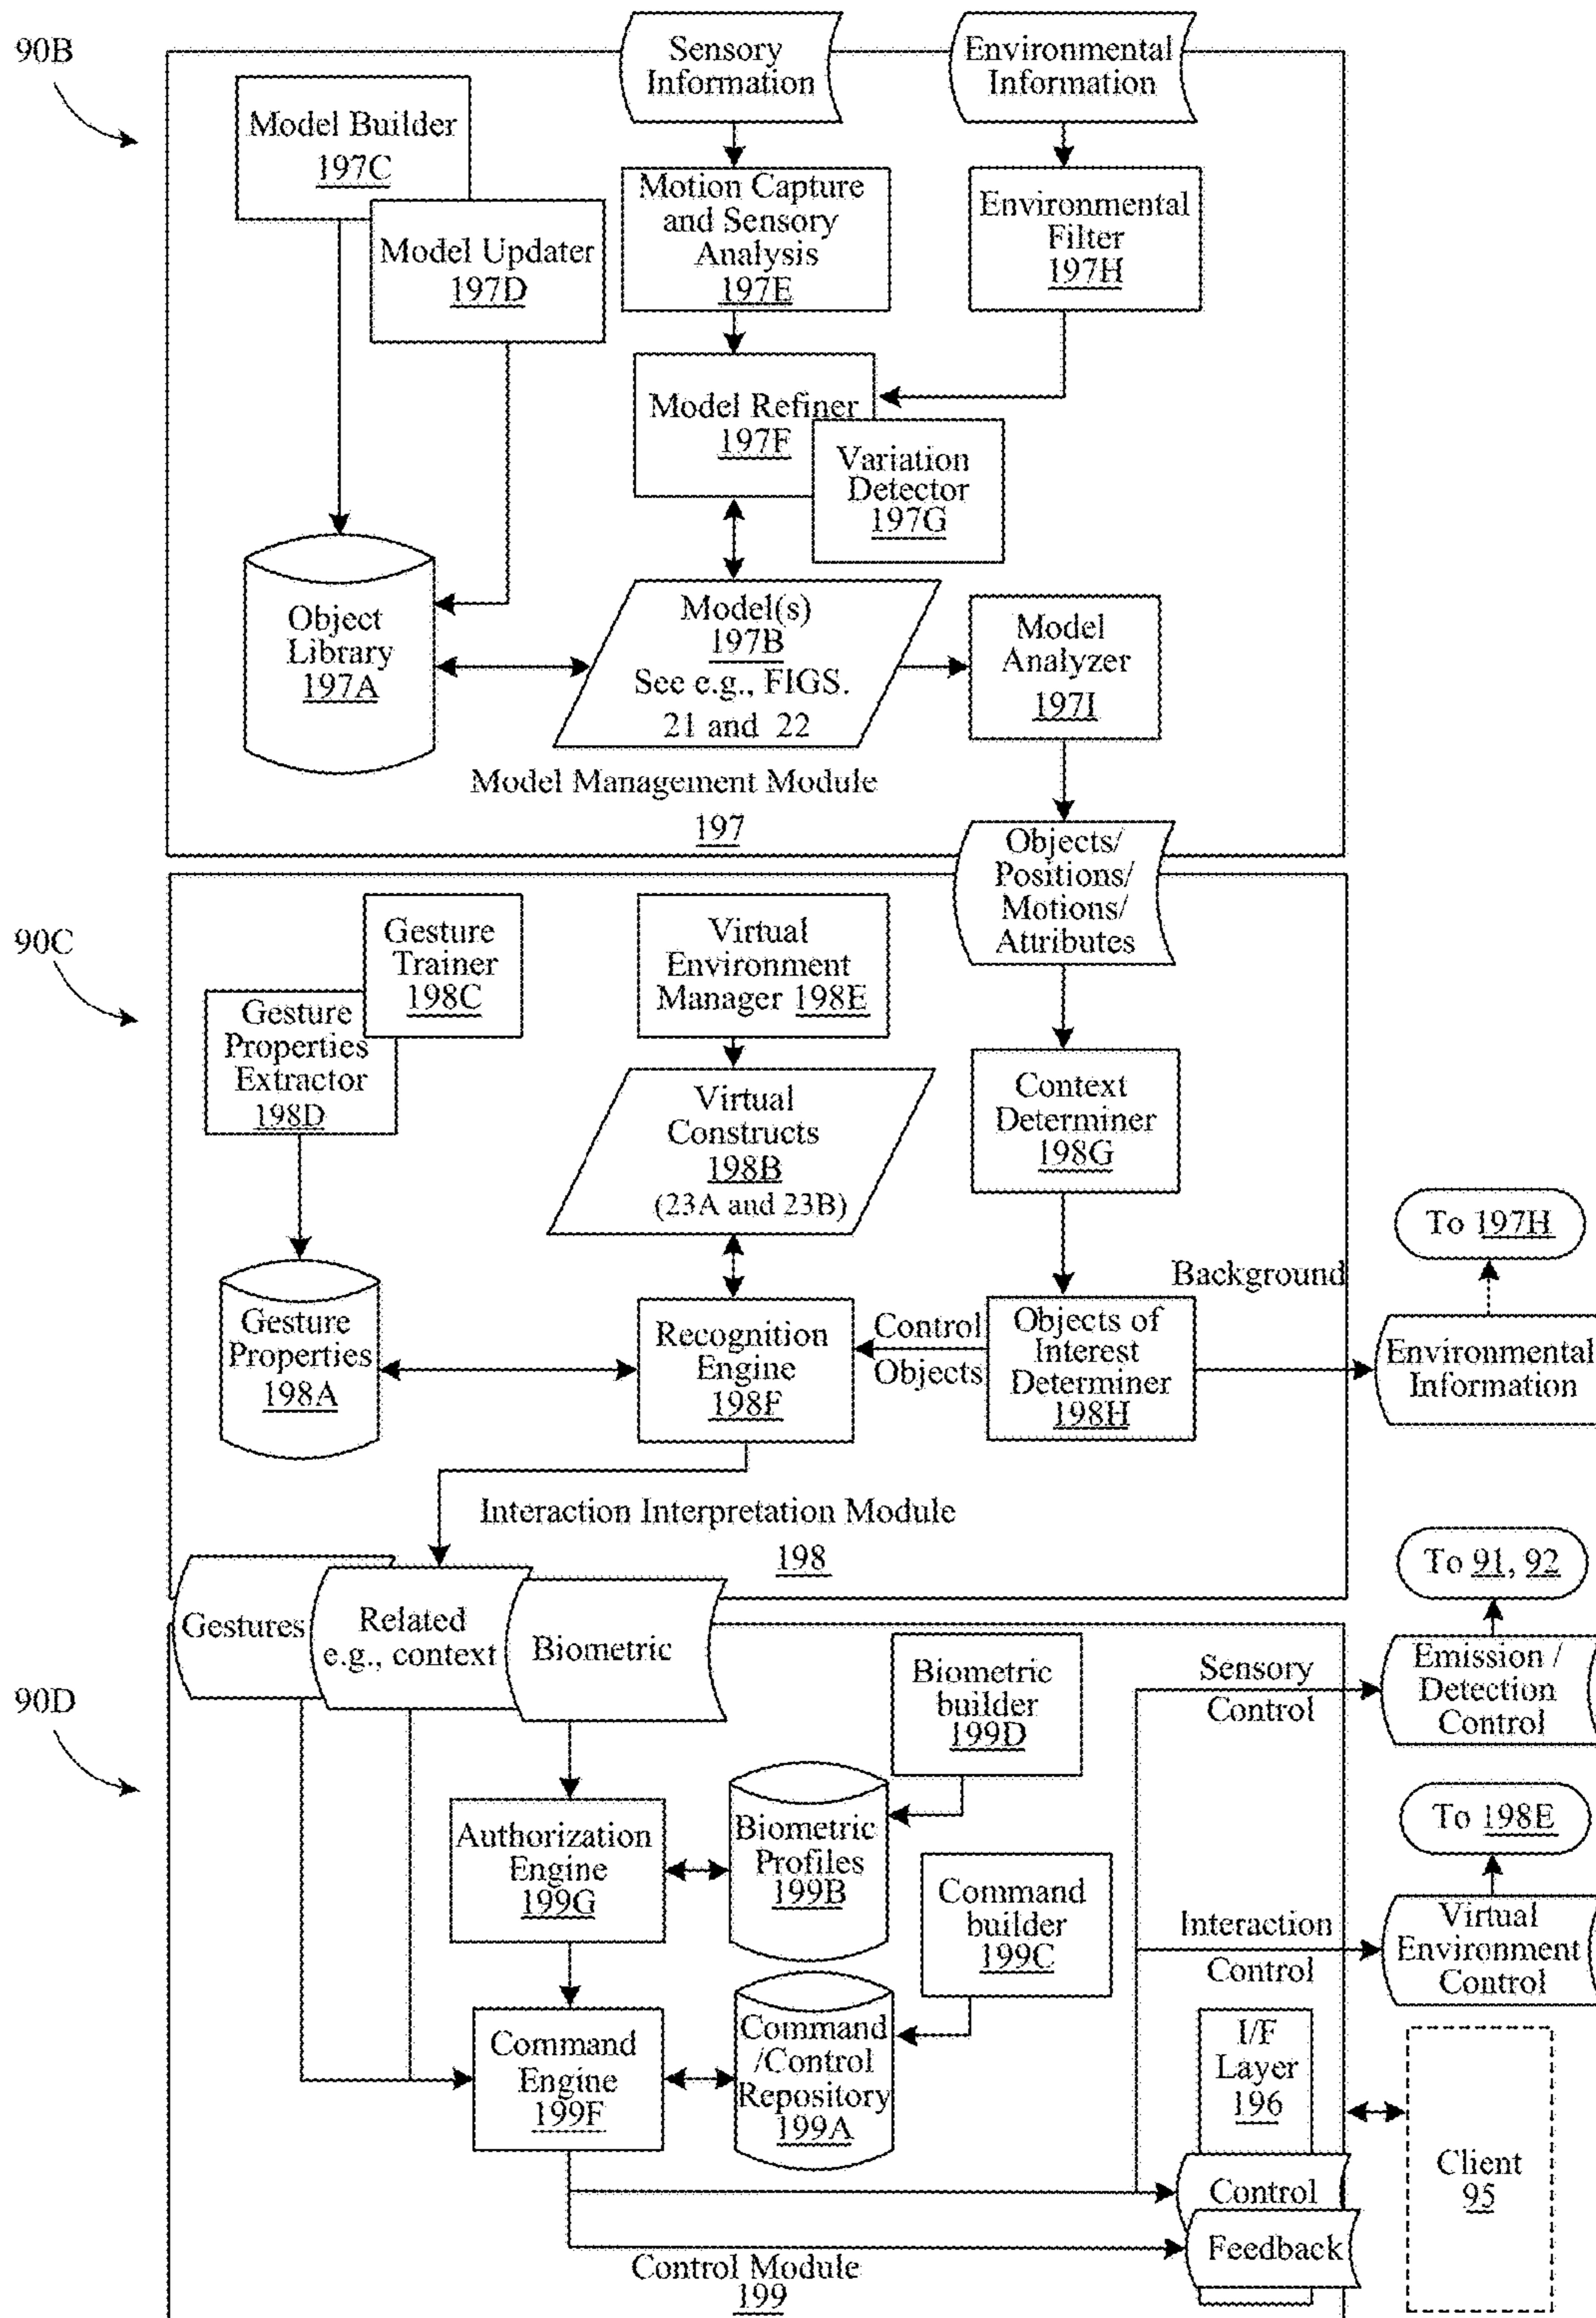 90B
Sensory
Information
Environmental
Information
Model Builder
197C
Model Updater
197D
Motion Capture
and Sensory
Analysis
197E
Environmental
Filter
197H
Model Refiner
197F
Variation
Detector
197G
Object
Library
197A
Model(s)
197B
See e.g., FIGS.
21 and 22
Model
Analyzer
197I
Model Management Module
197
Objects/
Positions/
Motions/
Attributes
90C
Gesture
Trainer
198C
Gesture
Properties
Extractor
198D
Virtual
Environment
Manager 198E
Virtual
Constructs
198B
(23A and 23B)
Context
Determiner
198G
To 197H
Background
Gesture
Properties
198A
Recognition
Engine
198F
Control
Objects
Objects of
Interest
Determiner
198H
Environmental
Information
Interaction Interpretation Module
198
To 91, 92
Gestures
Related
e.g., context
Biometric
90D
Biometric
builder
199D
Sensory
Control
Emission /
Detection
Control
To 198E
Authorization
Engine
199G
Biometric
Profiles
199B
Command
builder
199C
Interaction
Control
Virtual
Environment
Control
Command
Engine
199F
Command
/Control
Repository
199A
I/F
Layer
196
Client
95
Control
Feedback
Control Module
199